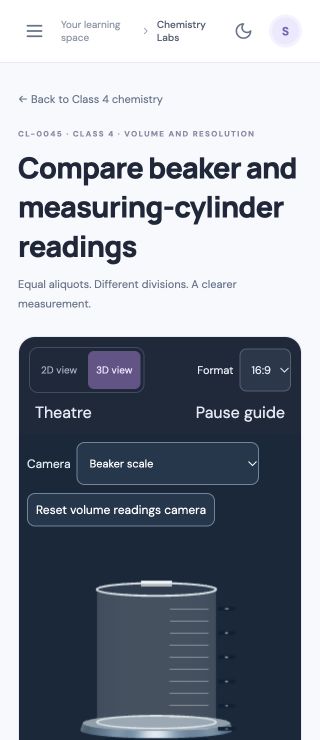 Your learning space
Chemistry Labs
S
← Back to Class 4 chemistry
CL-0045 · CLASS 4 · VOLUME AND RESOLUTION
Compare beaker and
measuring-cylinder
readings
Equal aliquots. Different divisions. A clearer
measurement.
2D view
3D view
Format
16:9
Theatre
Pause guide
Camera
Beaker scale
Reset volume readings camera